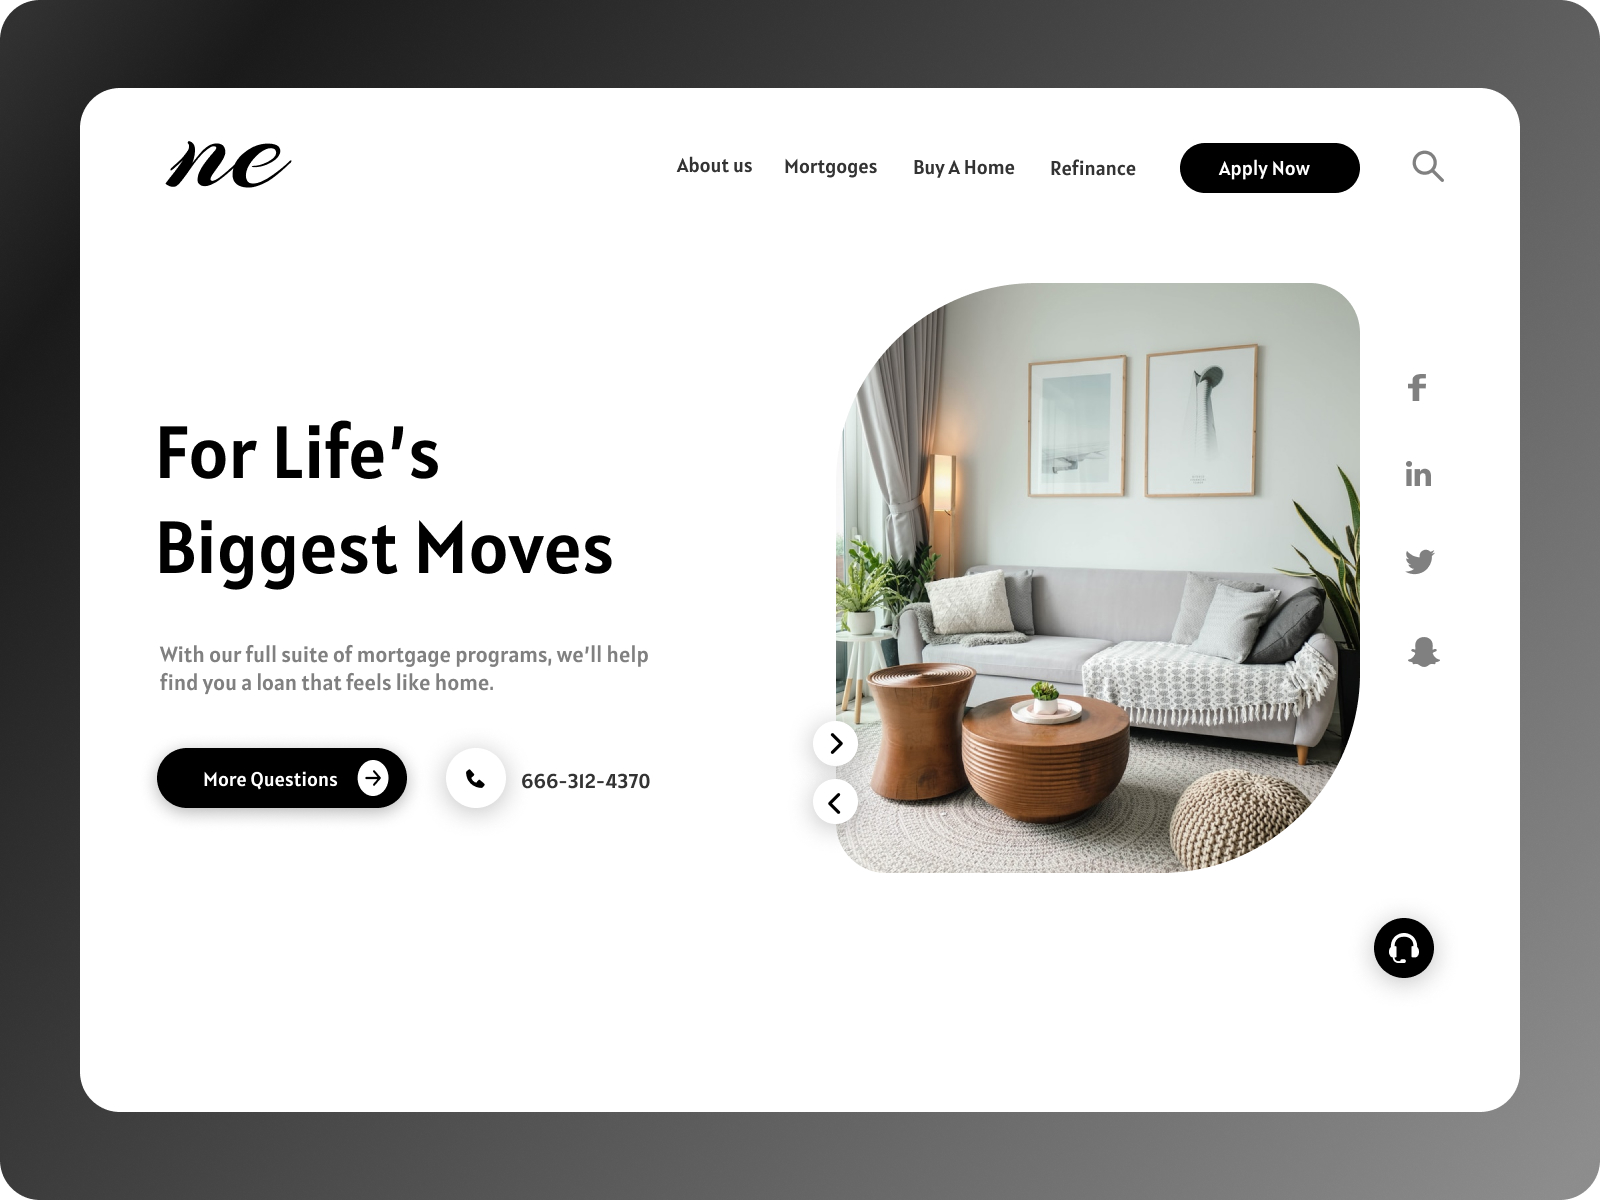 ne
About us
Mortgoges
Buy A Home
Refinance
Apply Now
For Life's
Biggest Moves
With our full suite of mortgage programs, we'll help
find you a loan that feels like home.
More Questions
666-312-4370